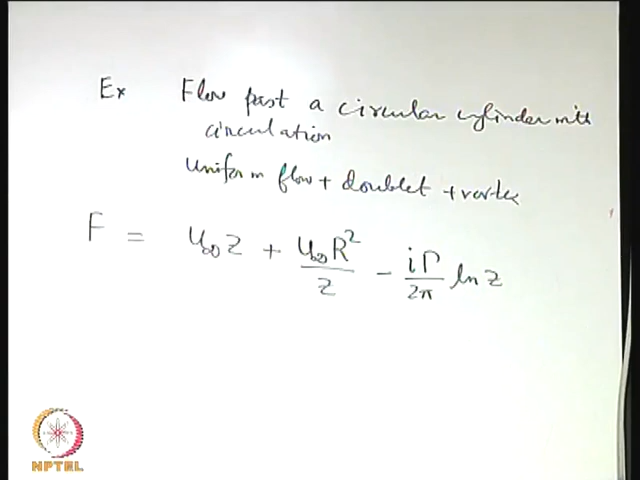 Ex Flow past a circular cylinder with
circulation
uniform flow + doublet + vortex
F = u∞ z + u∞R²/z - iΓ/2π ln z
NPTEL